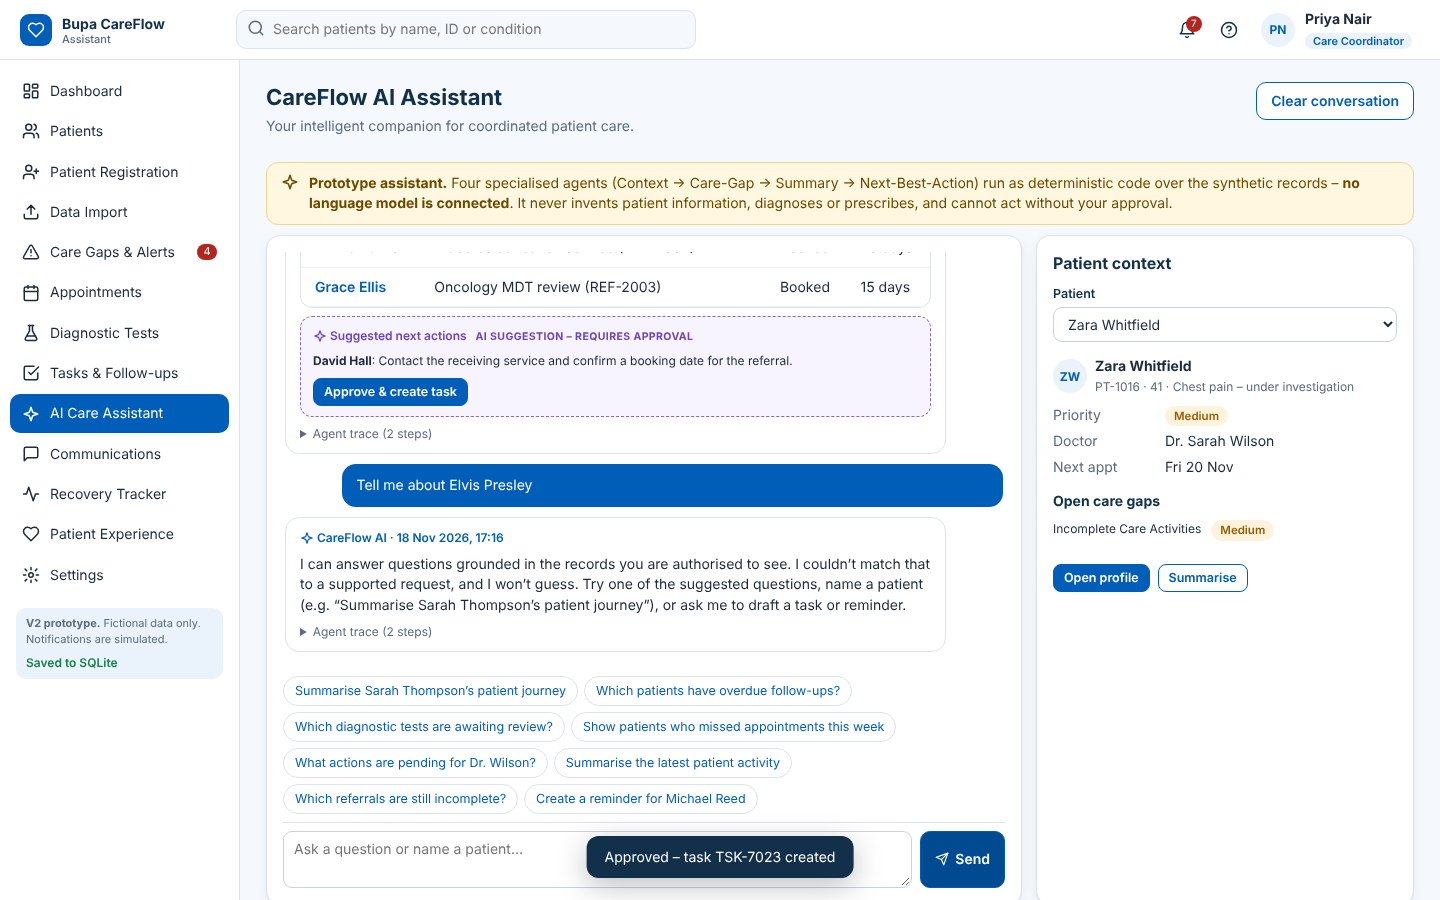 Bupa CareFlow
Assistant
Search patients by name, ID or condition
7
PN
Priya Nair
Care Coordinator
Dashboard
Patients
Patient Registration
Data Import
Care Gaps & Alerts
4
Appointments
Diagnostic Tests
Tasks & Follow-ups
AI Care Assistant
Communications
Recovery Tracker
Patient Experience
Settings
V2 prototype. Fictional data only.
Notifications are simulated.
Saved to SQLite
CareFlow AI Assistant
Your intelligent companion for coordinated patient care.
Clear conversation
Prototype assistant. Four specialised agents (Context → Care-Gap → Summary → Next-Best-Action) run as deterministic code over the synthetic records – no
language model is connected. It never invents patient information, diagnoses or prescribes, and cannot act without your approval.
Grace Ellis Oncology MDT review (REF-2003) Booked 15 days
Suggested next actions AI SUGGESTION – REQUIRES APPROVAL
David Hall: Contact the receiving service and confirm a booking date for the referral.
Approve & create task
Agent trace (2 steps)
Tell me about Elvis Presley
CareFlow AI · 18 Nov 2026, 17:16
I can answer questions grounded in the records you are authorised to see. I couldn’t match that
to a supported request, and I won’t guess. Try one of the suggested questions, name a patient
(e.g. “Summarise Sarah Thompson’s patient journey”), or ask me to draft a task or reminder.
Agent trace (2 steps)
Summarise Sarah Thompson’s patient journey
Which patients have overdue follow-ups?
Which diagnostic tests are awaiting review?
Show patients who missed appointments this week
What actions are pending for Dr. Wilson?
Summarise the latest patient activity
Which referrals are still incomplete?
Create a reminder for Michael Reed
Ask a question or name a patient...
Approved – task TSK-7023 created
Send
Patient context
Patient
Zara Whitfield
ZW
Zara Whitfield
PT-1016 · 41 · Chest pain – under investigation
Priority Medium
Doctor Dr. Sarah Wilson
Next appt Fri 20 Nov
Open care gaps
Incomplete Care Activities Medium
Open profile
Summarise